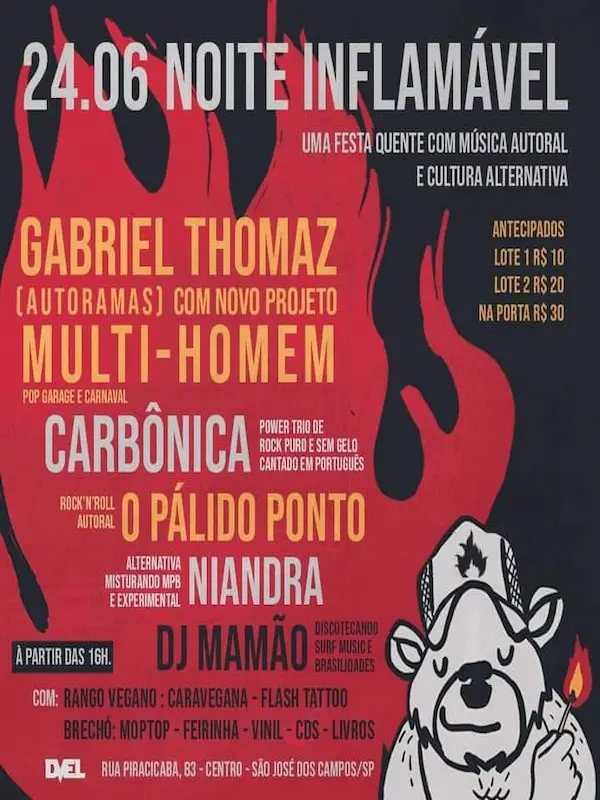 24.06 NOITE INFLAMÁVEL
UMA FESTA QUENTE COM MÚSICA AUTORAL
E CULTURA ALTERNATIVA
ANTECIPADOS
LOTE 1 R$ 10
LOTE 2 R$ 20
NA PORTA R$ 30
GABRIEL THOMAZ
(AUTORAMAS) COM NOVO PROJETO
MULTI-HOMEM
POP GARAGE E CARNAVAL
CARBÔNICA
POWER TRIO DE
ROCK PURO E SEM GELO
CANTADO EM PORTUGUÊS
ROCK'N'ROLL
AUTORAL
O PÁLIDO PONTO
ALTERNATIVA
MISTURANDO MPB
E EXPERIMENTAL
NIANDRA
DJ MAMÃO
DISCOTECANDO
SURF MUSIC E
BRASILIDADES
À PARTIR DAS 16H.
COM: RANGO VEGANO : CARAVEGANA - FLASH TATTOO
BRECHÓ: MOPTOP - FEIRINHA - VINIL - CDS - LIVROS
DVEL
RUA PIRACICABA, 83 - CENTRO - SÃO JOSÉ DOS CAMPOS/SP